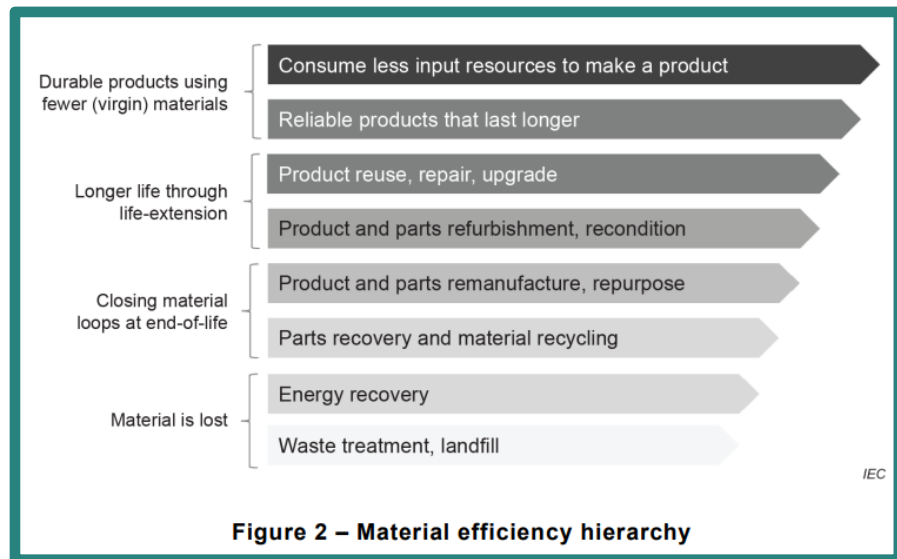 Durable products using
fewer (virgin) materials
Consume less input resources to make a product
Reliable products that last longer
Longer life through
life-extension
Product reuse, repair, upgrade
Product and parts refurbishment, recondition
Closing material
loops at end-of-life
Product and parts remanufacture, repurpose
Parts recovery and material recycling
Material is lost
Energy recovery
Waste treatment, landfill
IEC
Figure 2 – Material efficiency hierarchy